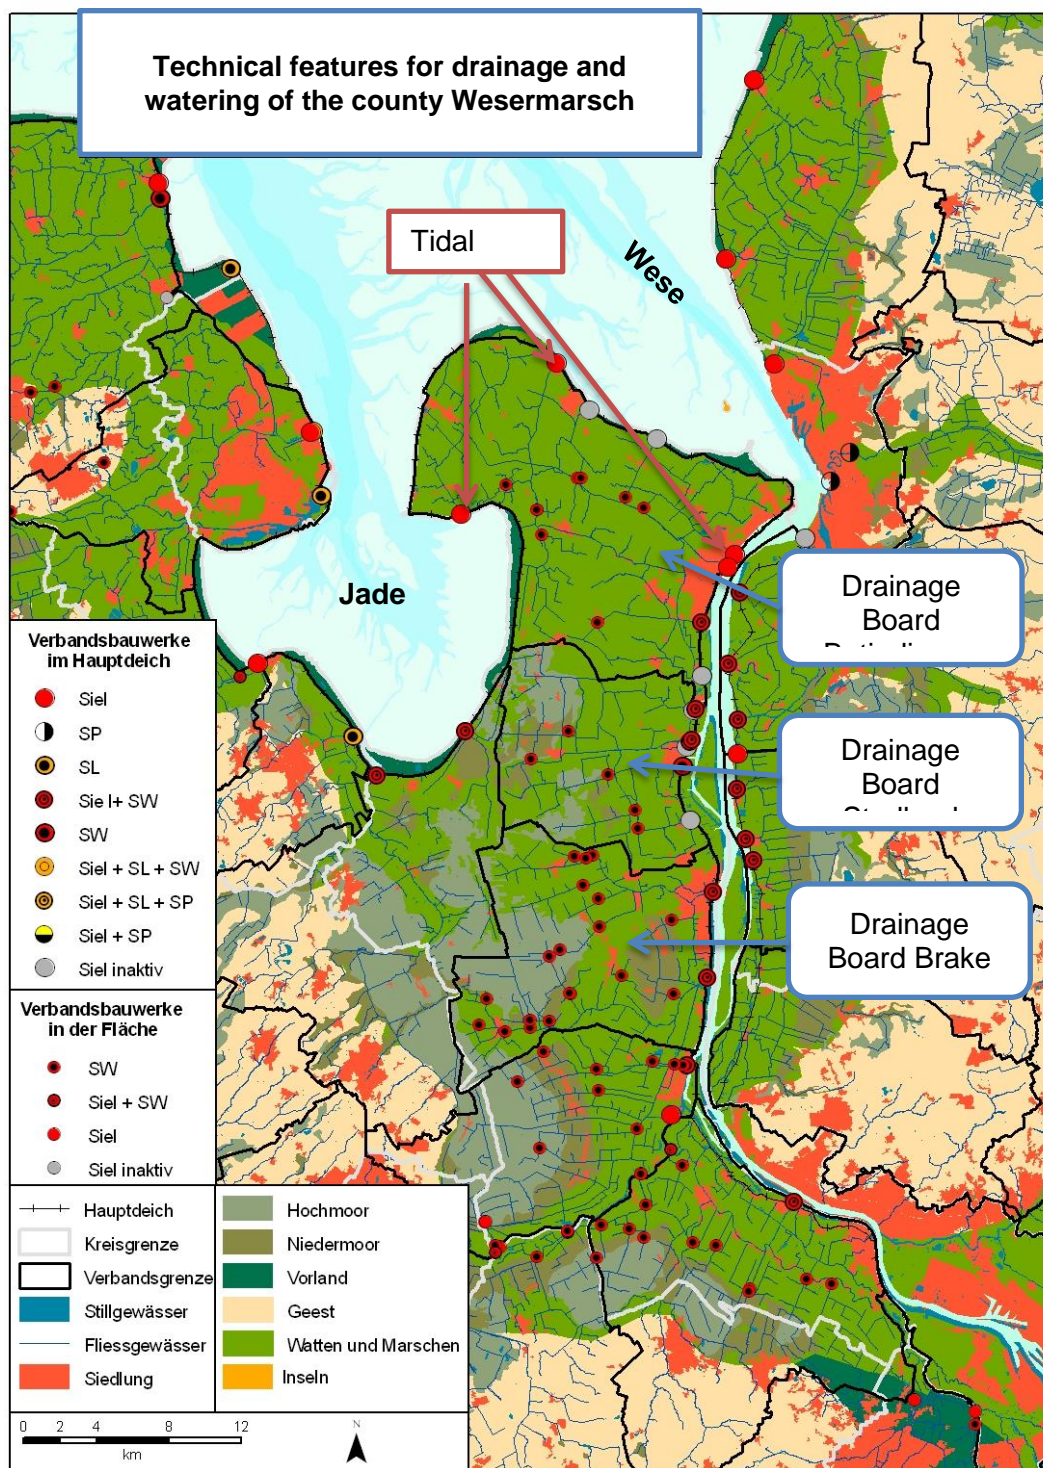 Technical features for drainage and
watering of the county Wesermarsch
Tidal
Wese
Jade
Drainage
Board
Drainage
Board
Drainage
Board Brake
Verbandsbauwerke
im Hauptdeich
Siel
SP
SL
Siel+ SW
SW
Siel + SL + SW
Siel + SL + SP
Siel + SP
Siel inaktiv
Verbandsbauwerke
in der Fläche
SW
Siel + SW
Siel
Siel inaktiv
Hauptdeich
Kreisgrenze
Verbandsgrenze
Stillgewässer
Fliessgewässer
Siedlung
Hochmoor
Niedermoor
Vorland
Geest
Watten und Marschen
Inseln
0 2 4 8 12
km
N